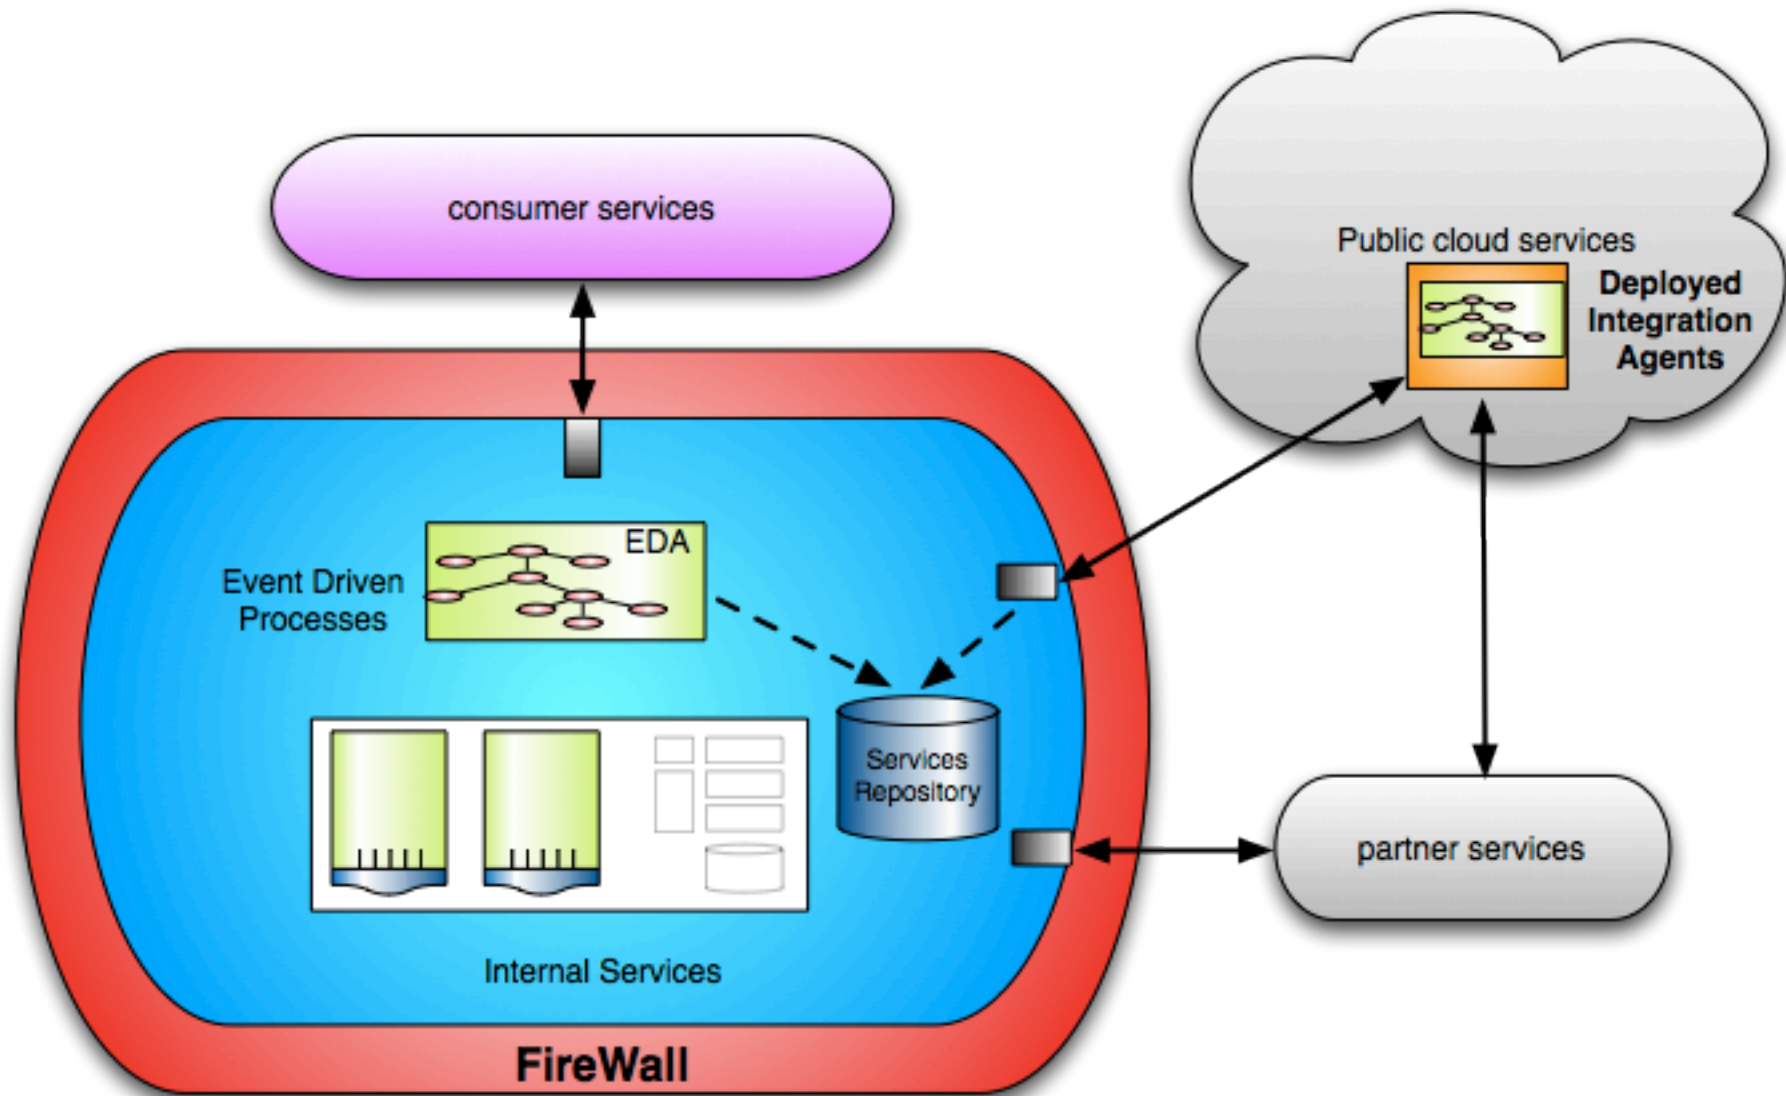 consumer services
Public cloud services
Deployed
Integration
Agents
EDA
Event Driven
Processes
Services
Repository
partner services
Internal Services
FireWall